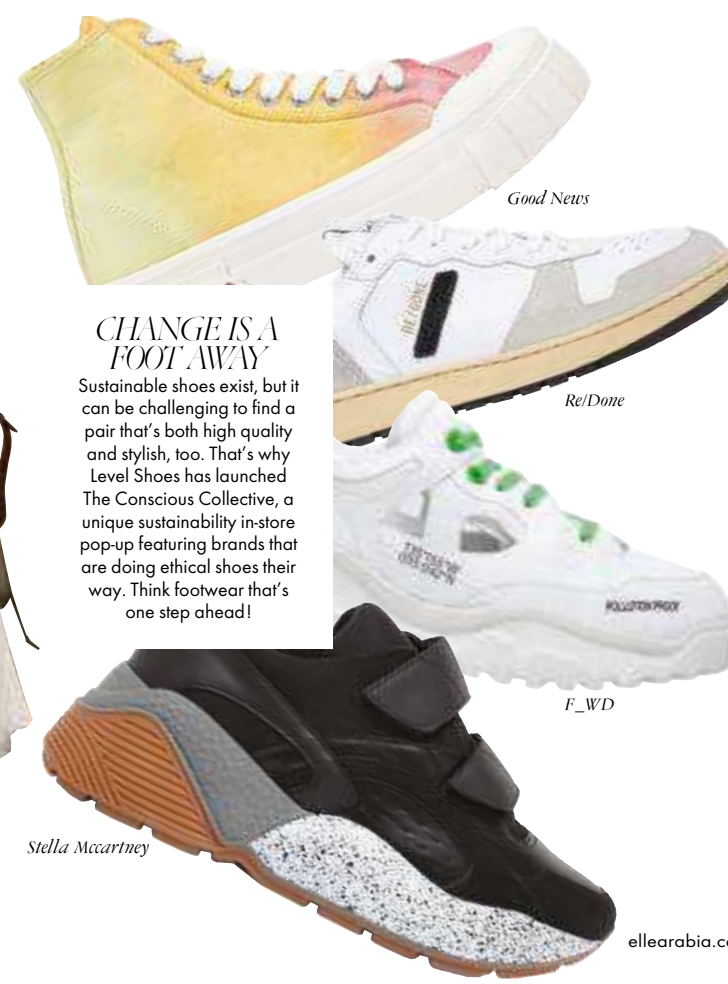 Good News
CHANGE IS A
FOOT AWAY
Sustainable shoes exist, but it
can be challenging to find a
pair that's both high quality
and stylish, too. That's why
Level Shoes has launched
The Conscious Collective, a
unique sustainability in-store
pop-up featuring brands that
are doing ethical shoes their
way. Think footwear that's
one step ahead!
RE/DONE
Re/Done
POLLUTION PROOF
F_WD
Stella Mccartney
ellearabia.co